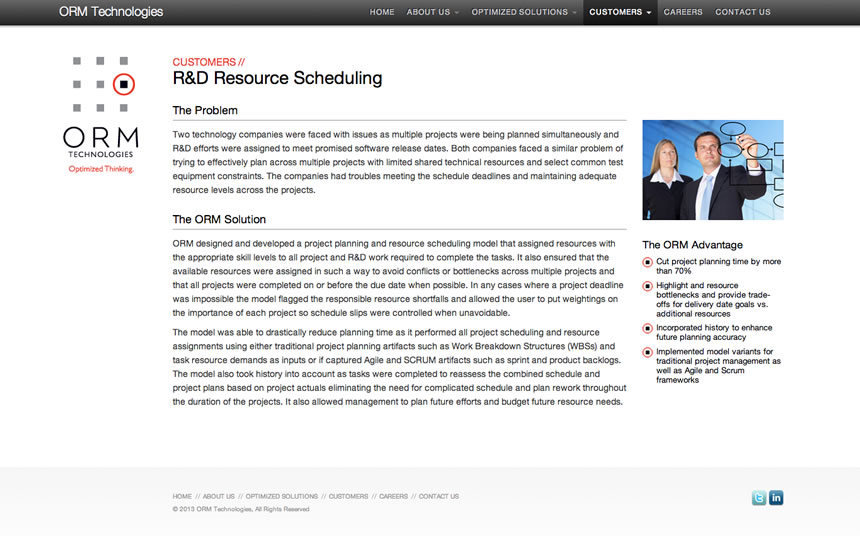 ORM Technologies
HOME
ABOUT US
OPTIMIZED SOLUTIONS
CUSTOMERS
CAREERS
CONTACT US
ORM
TECHNOLOGIES
Optimized Thinking.
CUSTOMERS //
R&D Resource Scheduling
The Problem
Two technology companies were faced with issues as multiple projects were being planned simultaneously and
R&D efforts were assigned to meet promised software release dates. Both companies faced a similar problem of
trying to effectively plan across multiple projects with limited shared technical resources and select common test
equipment constraints. The companies had troubles meeting the schedule deadlines and maintaining adequate
resource levels across the projects.
The ORM Solution
ORM designed and developed a project planning and resource scheduling model that assigned resources with
the appropriate skill levels to all project and R&D work required to complete the tasks. It also ensured that the
available resources were assigned in such a way to avoid conflicts or bottlenecks across multiple projects and
that all projects were completed on or before the due date when possible. In any cases where a project deadline
was impossible the model flagged the responsible resource shortfalls and allowed the user to put weightings on
the importance of each project so schedule slips were controlled when unavoidable.
The model was able to drastically reduce planning time as it performed all project scheduling and resource
assignments using either traditional project planning artifacts such as Work Breakdown Structures (WBSs) and
task resource demands as inputs or if captured Agile and SCRUM artifacts such as sprint and product backlogs.
The model also took history into account as tasks were completed to reassess the combined schedule and
project plans based on project actuals eliminating the need for complicated schedule and plan rework throughout
the duration of the projects. It also allowed management to plan future efforts and budget future resource needs.
The ORM Advantage
Cut project planning time by more
than 70%
Highlight and resource
bottlenecks and provide trade-
offs for delivery date goals vs.
additional resources
Incorporated history to enhance
future planning accuracy
Implemented model variants for
traditional project management as
well as Agile and Scrum
frameworks
HOME // ABOUT US // OPTIMIZED SOLUTIONS // CUSTOMERS // CAREERS // CONTACT US
© 2013 ORM Technologies, All Rights Reserved
t
in